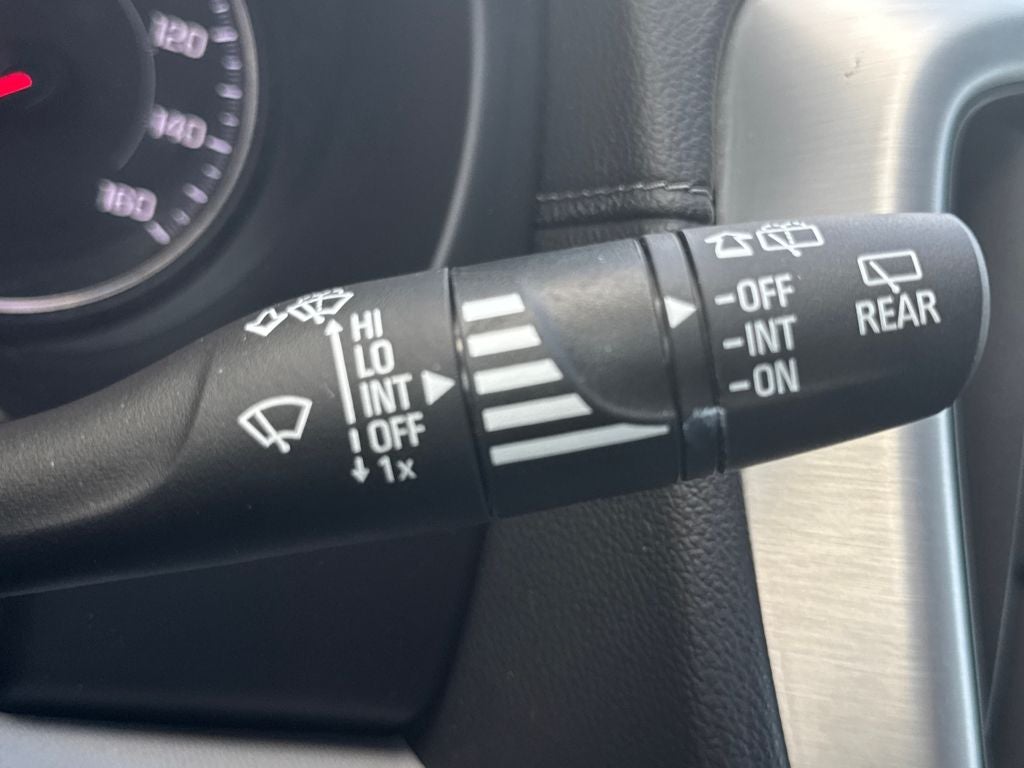 120
140
160
HI
LO
INT
OFF
1x
-OFF
-INT
-ON
REAR